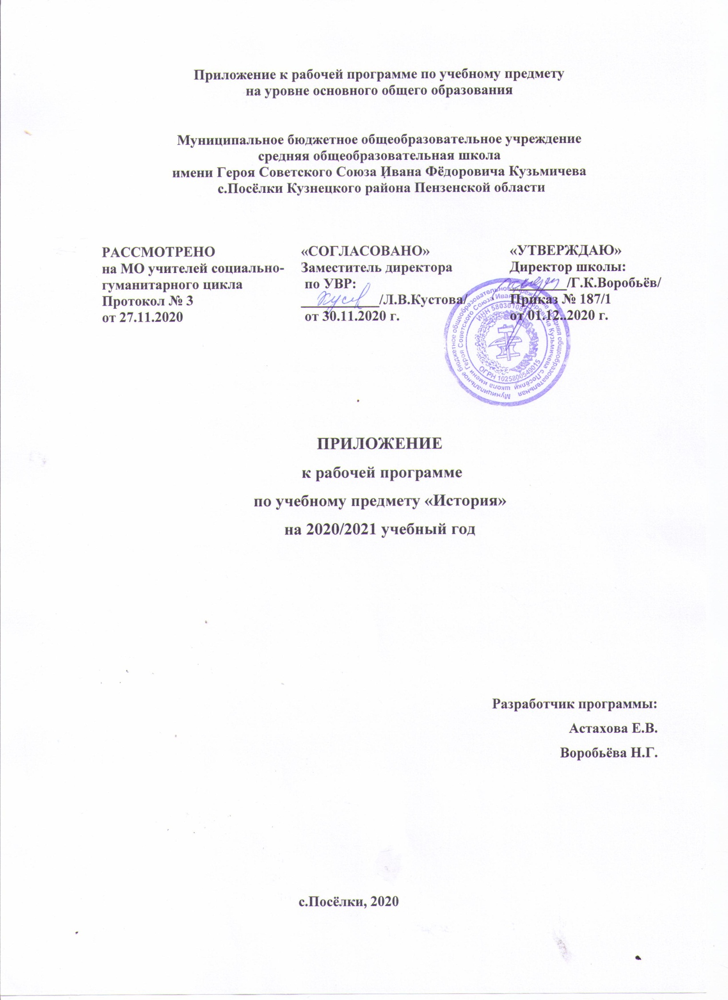 Приложение к рабочей программе по учебному предмету
на уровне основного общего образования
Муниципальное бюджетное общеобразовательное учреждение
средняя общеобразовательная школа
имени Героя Советского Союза Ивана Фёдоровича Кузьмичева
с.Посёлки Кузнецкого района Пензенской области
РАССМОТРЕНО
на МО учителей социально-
гуманитарного цикла
Протокол № 3
от 27.11.2020
«СОГЛАСОВАНО»
Заместитель директора
по УВР:
___________/Л.В.Кустова/
от 30.11.2020 г.
«УТВЕРЖДАЮ»
Директор школы:
________/Г.К.Воробьёв/
Приказ № 187/1
от 01.12..2020 г.
Муниципальное бюджетное общеобразовательное учреждение средняя общеобразовательная
школа имени Героя Советского Союза Ивана Фёдоровича Кузьмичева с.Посёлки
ИНН
ОГРН 1025800549015
ПРИЛОЖЕНИЕ
к рабочей программе
по учебному предмету «История»
на 2020/2021 учебный год
Разработчик программы:
Астахова Е.В.
Воробьёва Н.Г.
с.Посёлки, 2020